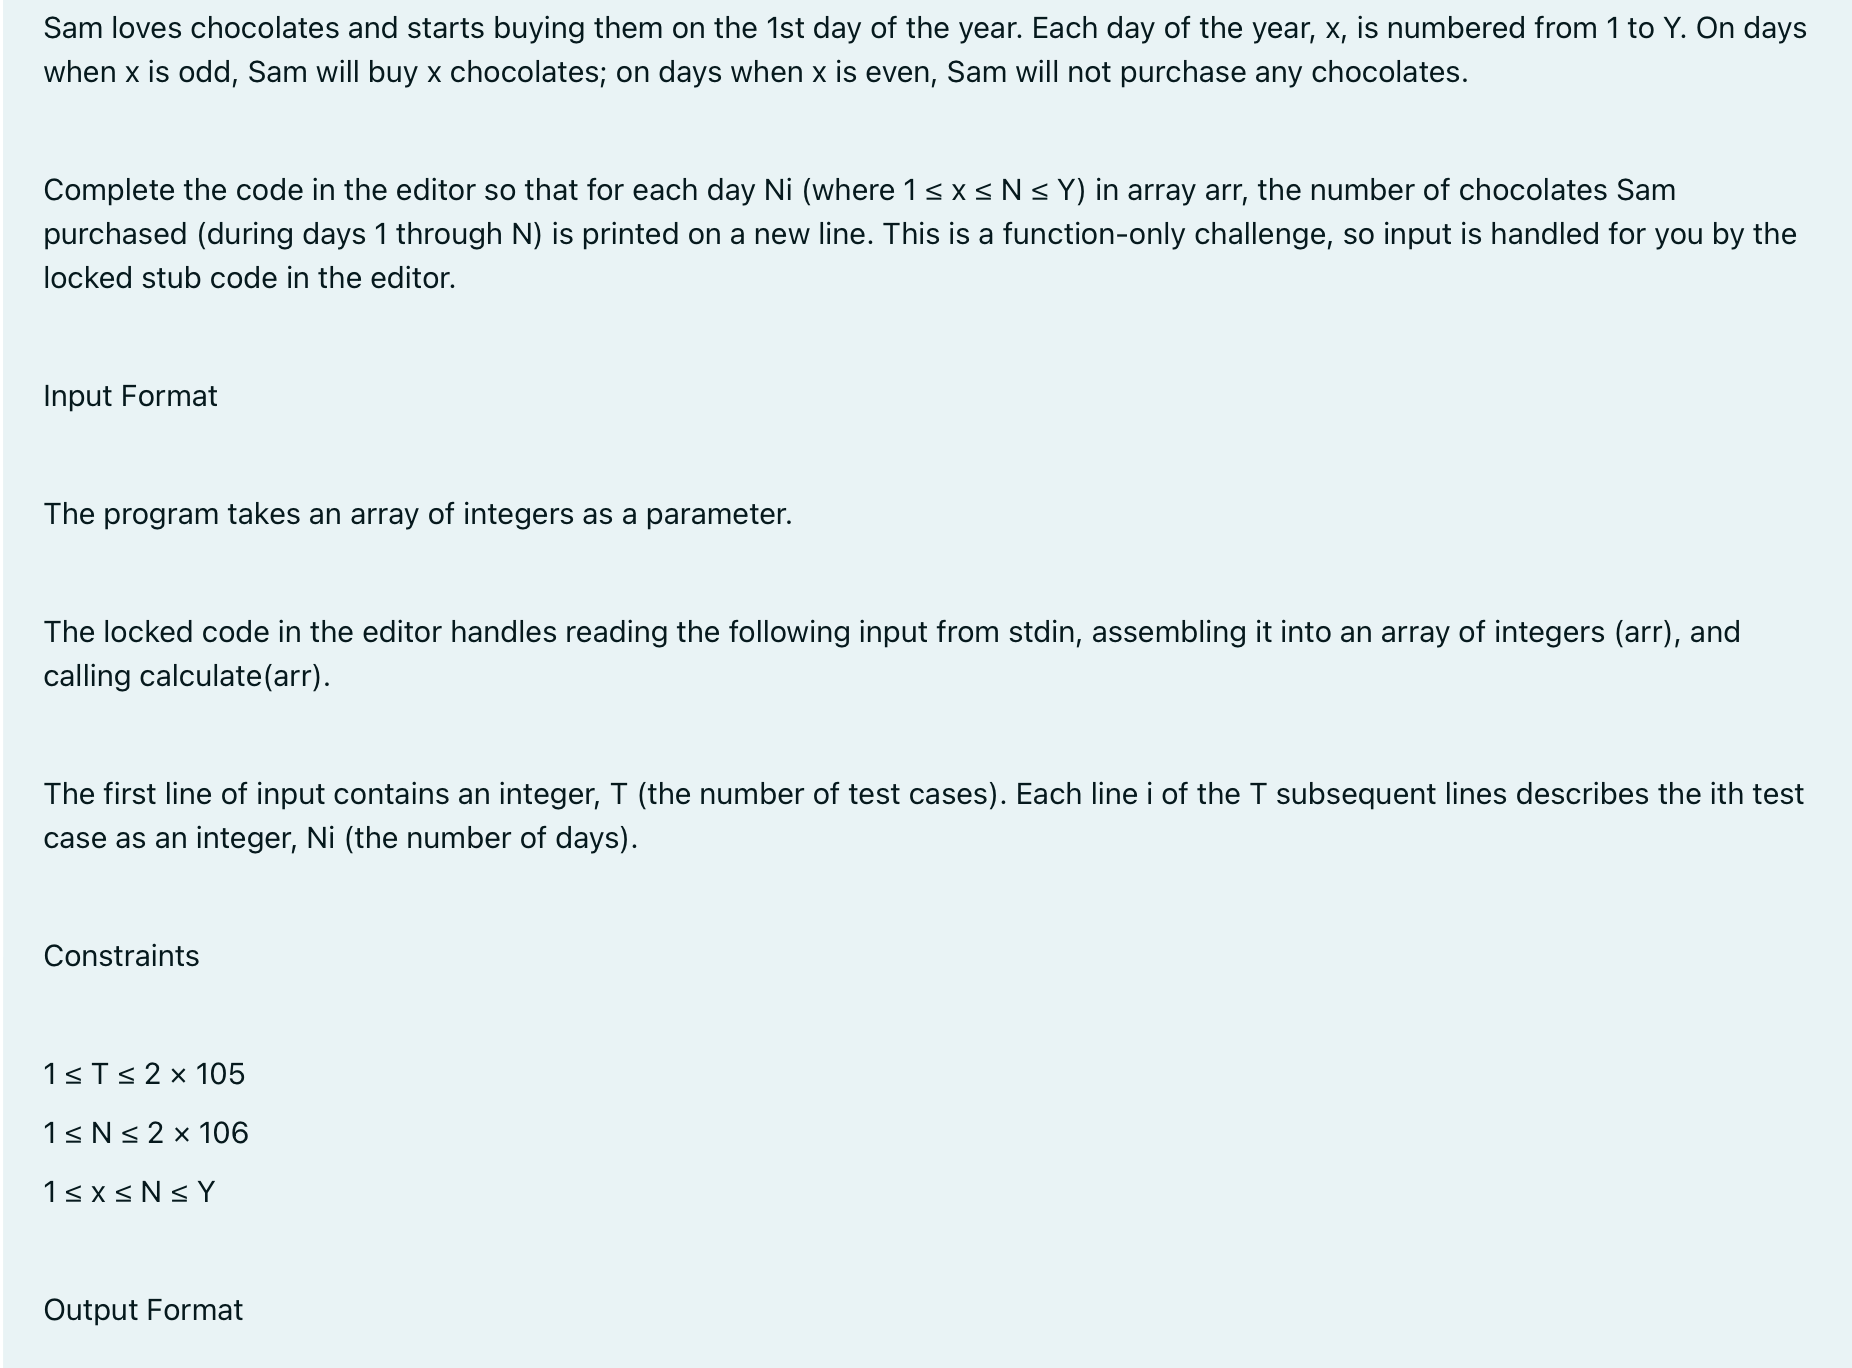 Sam loves chocolates and starts buying them on the 1st day of the year. Each day of the year, x, is numbered from 1 to Y. On days
when x is odd, Sam will buy x chocolates; on days when x is even, Sam will not purchase any chocolates.
Complete the code in the editor so that for each day Ni (where 1 ≤ x ≤ N ≤ Y) in array arr, the number of chocolates Sam
purchased (during days 1 through N) is printed on a new line. This is a function-only challenge, so input is handled for you by the
locked stub code in the editor.
Input Format
The program takes an array of integers as a parameter.
The locked code in the editor handles reading the following input from stdin, assembling it into an array of integers (arr), and
calling calculate(arr).
The first line of input contains an integer, T (the number of test cases). Each line i of the T subsequent lines describes the ith test
case as an integer, Ni (the number of days).
Constraints
1 ≤ T ≤ 2 × 105
1 ≤ N ≤ 2 × 106
1 ≤ x ≤ N ≤ Y
Output Format